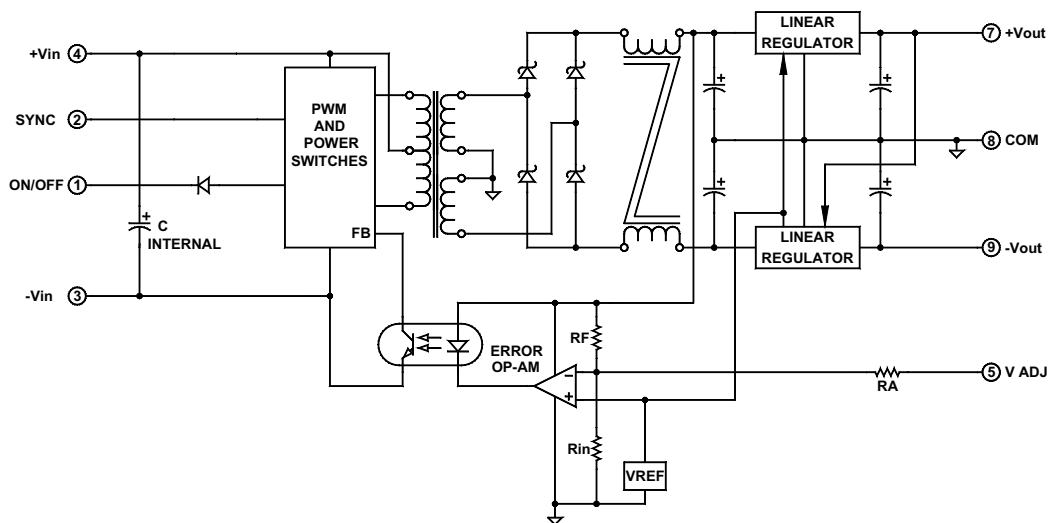 LINEAR
REGULATOR
+Vin 4
7 +Vout
PWM
AND
POWER
SWITCHES
SYNC 2
8 COM
ON/OFF 1
+ C
INTERNAL
FB
LINEAR
REGULATOR
9 -Vout
-Vin 3
+
+
+
+
ERROR
OP-AM
RF
5 V ADJ
RA
−
+
Rin
VREF